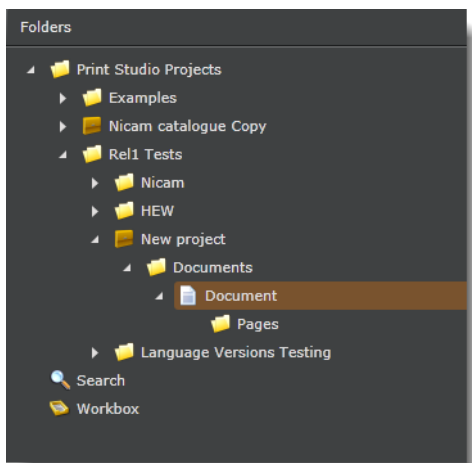 Folders
Print Studio Projects
Examples
Nicam catalogue Copy
Rel1 Tests
Nicam
HEW
New project
Documents
Document
Pages
Language Versions Testing
Search
Workbox